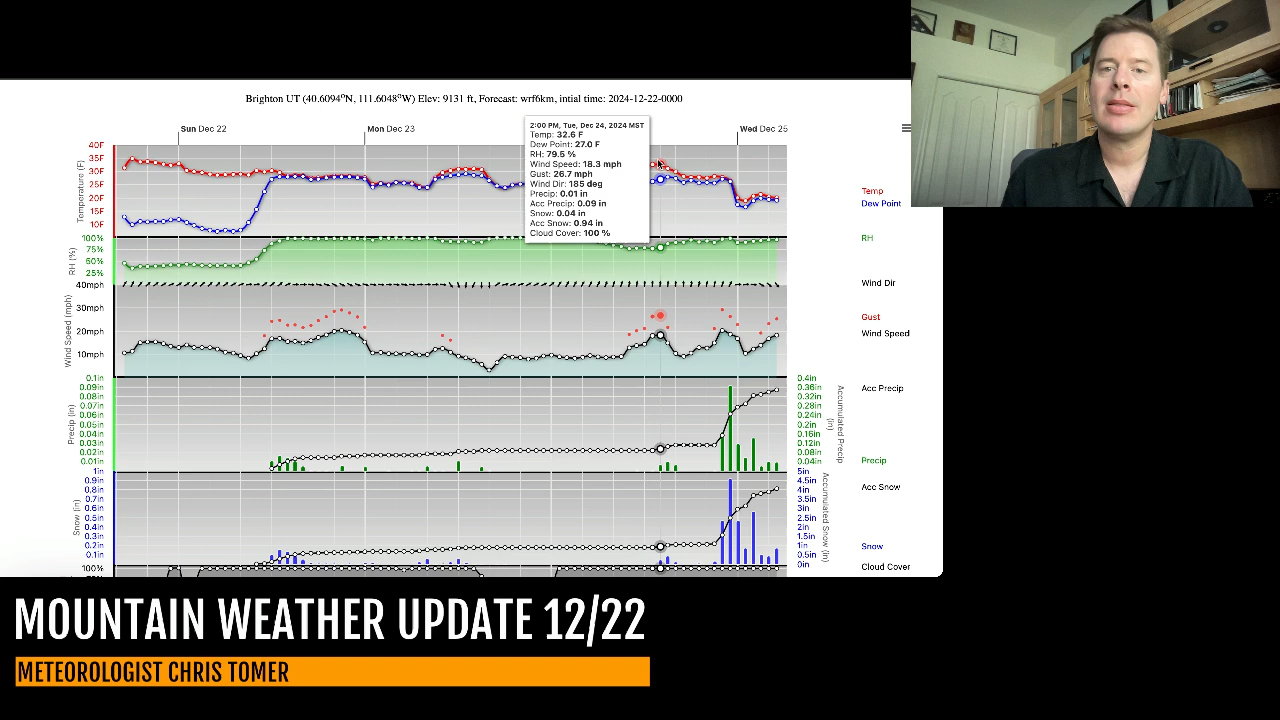 Brighton UT (40.6094°N, 111.6048°W) Elev: 9131 ft, Forecast: wrf6km, intial time: 2024-12-22-0000
Sun Dec 22
Mon Dec 23
Wed Dec 25
2:00 PM, Tue, Dec 24, 2024 MST
Temp: 32.6 F
Dew Point: 27.0 F
RH: 79.5 %
Wind Speed: 18.3 mph
Gust: 26.7 mph
Wind Dir: 185 deg
Precip: 0.01 in
Acc Precip: 0.09 in
Snow: 0.04 in
Acc Snow: 0.94 in
Cloud Cover: 100 %
Temperature (F)
40F
35F
30F
25F
20F
15F
10F
Temp
Dew Point
RH (%)
100%
75%
50%
25%
RH
Wind Dir
Wind Speed (mph)
40mph
30mph
20mph
10mph
Gust
Wind Speed
Precip (in)
0.1in
0.09in
0.08in
0.07in
0.06in
0.05in
0.04in
0.03in
0.02in
0.01in
0.4in
0.36in
0.32in
0.28in
0.24in
0.2in
0.16in
0.12in
0.08in
0.04in
Accumulated Precip
(in)
Acc Precip
Precip
Snow (in)
1in
0.9in
0.8in
0.7in
0.6in
0.5in
0.4in
0.3in
0.2in
0.1in
5in
4.5in
4in
3.5in
3in
2.5in
2in
1.5in
1in
0.5in
0in
Accumulated Snow (in)
Acc Snow
Snow
100%
Cloud Cover
MOUNTAIN WEATHER UPDATE 12/22
METEOROLOGIST CHRIS TOMER